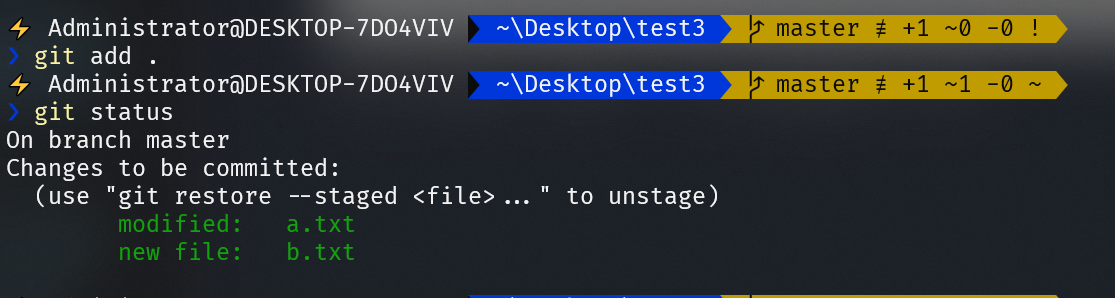 ⚡ Administrator@DESKTOP-7DO4VIV ~\Desktop\test3 master ≢ +1 ~0 -0 !
❯ git add .
⚡ Administrator@DESKTOP-7DO4VIV ~\Desktop\test3 master ≢ +1 ~1 -0 ~
❯ git status
On branch master
Changes to be committed:
(use "git restore --staged <file>..." to unstage)
modified: a.txt
new file: b.txt